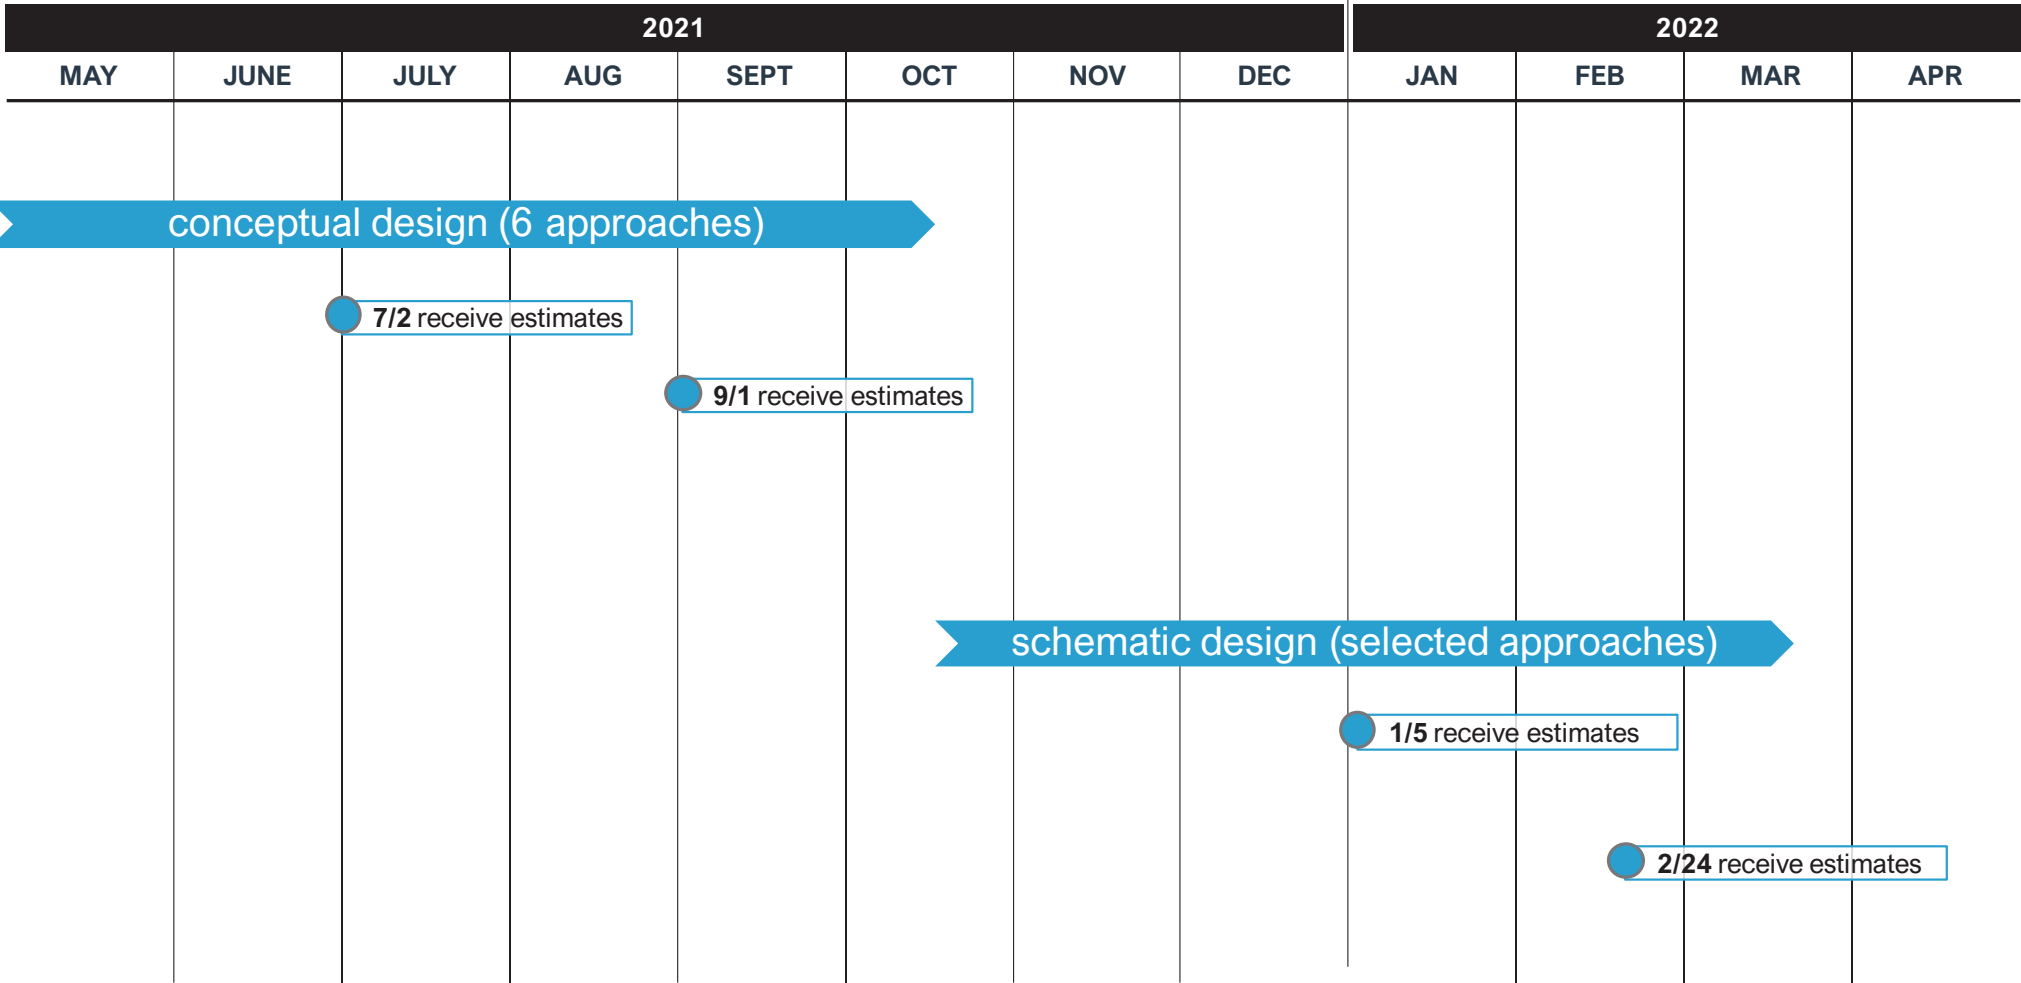 2021 2022
MAY JUNE JULY AUG SEPT OCT NOV DEC JAN FEB MAR APR
conceptual design (6 approaches)
7/2 receive estimates
9/1 receive estimates
schematic design (selected approaches)
1/5 receive estimates
2/24 receive estimates